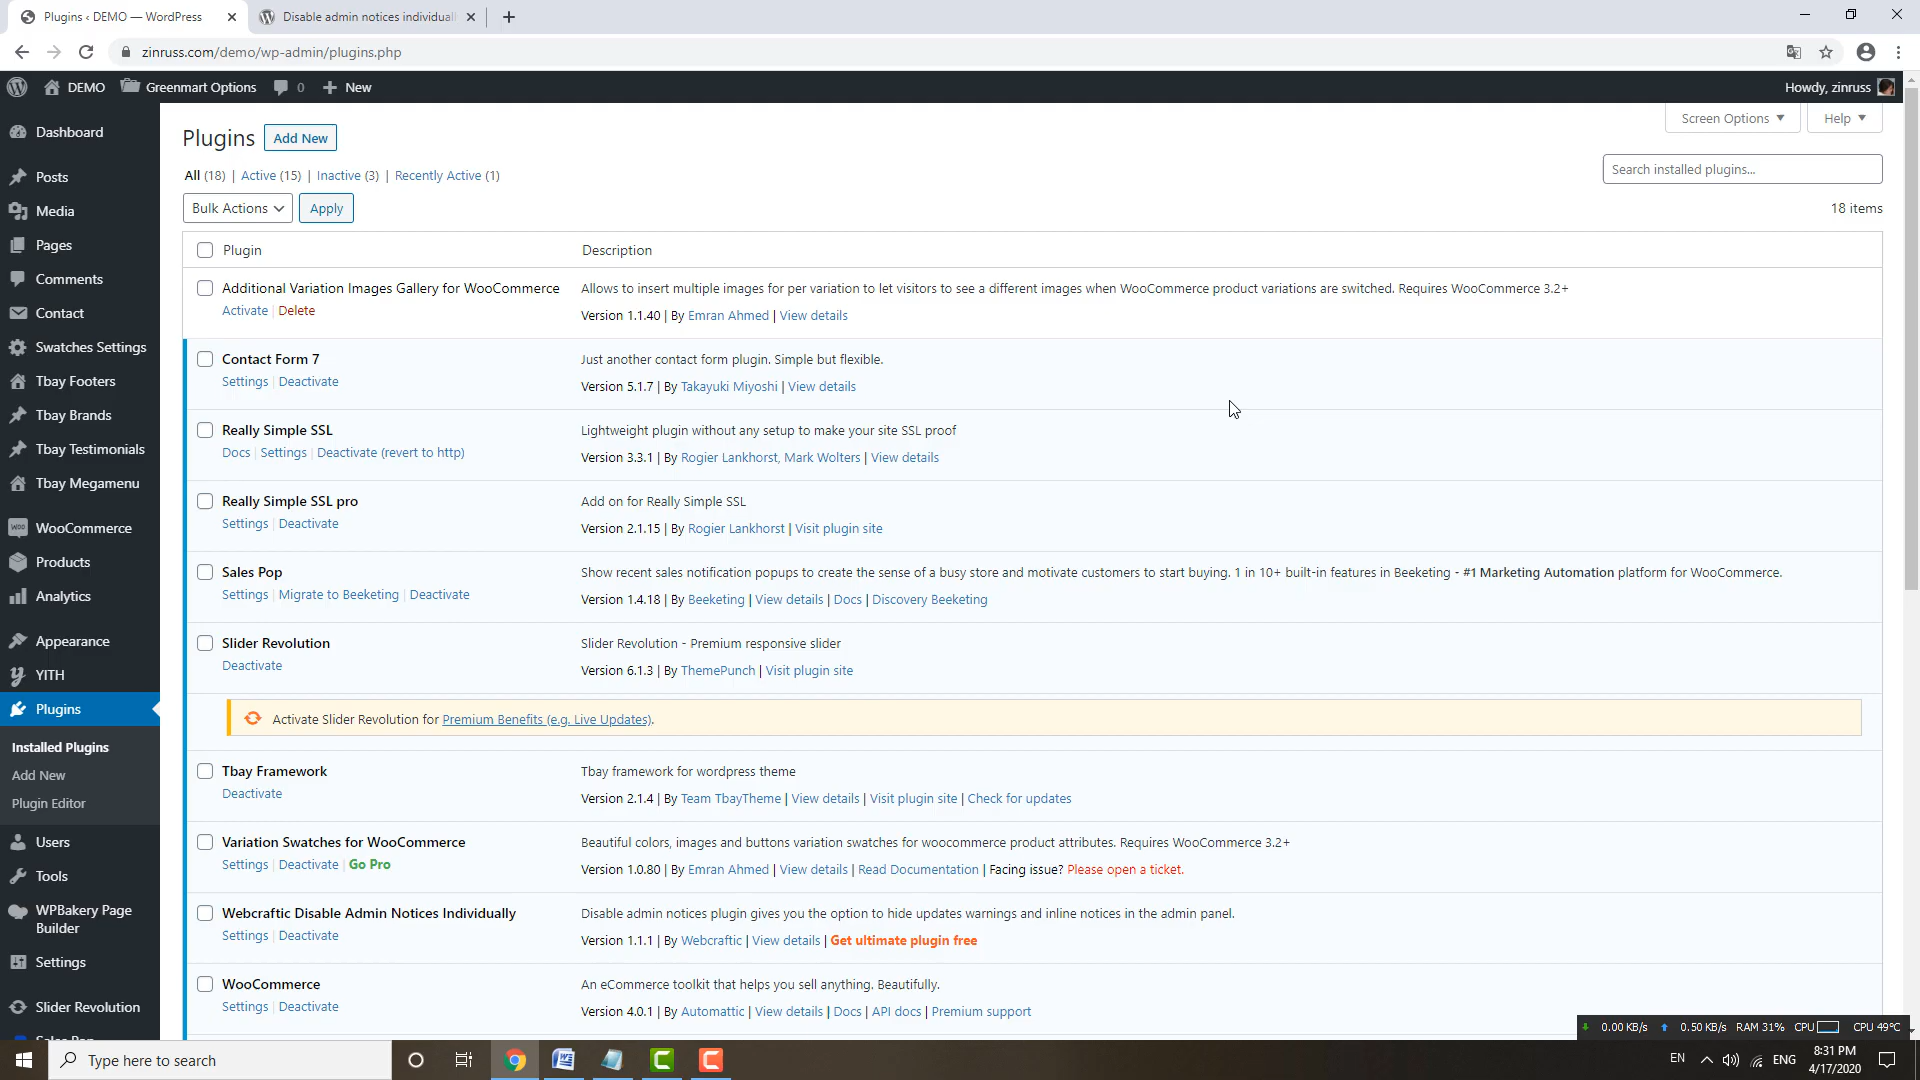 Plugins ‹ DEMO — WordPress
Disable admin notices individuall
zinruss.com/demo/wp-admin/plugins.php
DEMO
Greenmart Options
0
New
Howdy, zinruss
Dashboard
Posts
Media
Pages
Comments
Contact
Swatches Settings
Tbay Footers
Tbay Brands
Tbay Testimonials
Tbay Megamenu
WooCommerce
Products
Analytics
Appearance
YITH
Plugins
Installed Plugins
Add New
Plugin Editor
Users
Tools
WPBakery Page
Builder
Settings
Slider Revolution
Plugins Add New
Screen Options
Help
All (18) | Active (15) | Inactive (3) | Recently Active (1)
Search installed plugins...
Bulk Actions
Apply
18 items
Plugin Description
Additional Variation Images Gallery for WooCommerce
Activate | Delete
Allows to insert multiple images for per variation to let visitors to see a different images when WooCommerce product variations are switched. Requires WooCommerce 3.2+
Version 1.1.40 | By Emran Ahmed | View details
Contact Form 7
Settings | Deactivate
Just another contact form plugin. Simple but flexible.
Version 5.1.7 | By Takayuki Miyoshi | View details
Really Simple SSL
Docs | Settings | Deactivate (revert to http)
Lightweight plugin without any setup to make your site SSL proof
Version 3.3.1 | By Rogier Lankhorst, Mark Wolters | View details
Really Simple SSL pro
Settings | Deactivate
Add on for Really Simple SSL
Version 2.1.15 | By Rogier Lankhorst | Visit plugin site
Sales Pop
Settings | Migrate to Beeketing | Deactivate
Show recent sales notification popups to create the sense of a busy store and motivate customers to start buying. 1 in 10+ built-in features in Beeketing - #1 Marketing Automation platform for WooCommerce.
Version 1.4.18 | By Beeketing | View details | Docs | Discovery Beeketing
Slider Revolution
Deactivate
Slider Revolution - Premium responsive slider
Version 6.1.3 | By ThemePunch | Visit plugin site
Activate Slider Revolution for Premium Benefits (e.g. Live Updates).
Tbay Framework
Deactivate
Tbay framework for wordpress theme
Version 2.1.4 | By Team TbayTheme | View details | Visit plugin site | Check for updates
Variation Swatches for WooCommerce
Settings | Deactivate | Go Pro
Beautiful colors, images and buttons variation swatches for woocommerce product attributes. Requires WooCommerce 3.2+
Version 1.0.80 | By Emran Ahmed | View details | Read Documentation | Facing issue? Please open a ticket.
Webcraftic Disable Admin Notices Individually
Settings | Deactivate
Disable admin notices plugin gives you the option to hide updates warnings and inline notices in the admin panel.
Version 1.1.1 | By Webcraftic | View details | Get ultimate plugin free
WooCommerce
Settings | Deactivate
An eCommerce toolkit that helps you sell anything. Beautifully.
Version 4.0.1 | By Automattic | View details | Docs | API docs | Premium support
0.00 KB/s 0.50 KB/s RAM 31% CPU CPU 49°C
Type here to search
EN
ENG
8:31 PM
4/17/2020